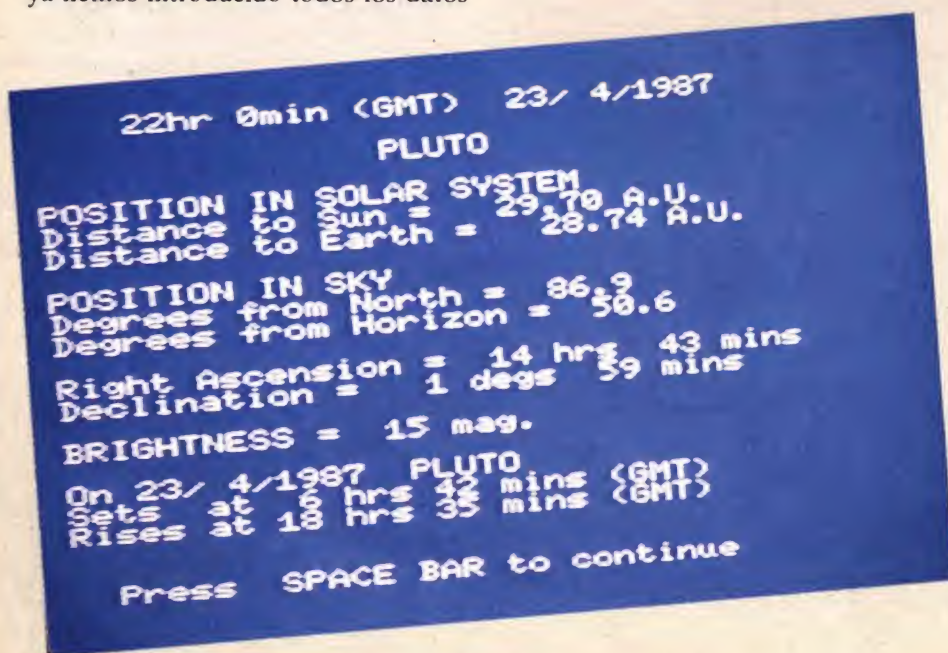 ya hemos introducido todos los datos
22hr 0min (GMT) 23/ 4/1987
PLUTO
POSITION IN SOLAR SYSTEM
Distance to Sun = 29.70 A.U.
Distance to Earth = 28.74 A.U.
POSITION IN SKY
Degrees from North = 86.9
Degrees from Horizon = 50.6
Right Ascension = 14 hrs 43 mins
Declination = 1 degs 59 mins
BRIGHTNESS = 15 mag.
On 23/ 4/1987 PLUTO
Sets at 6 hrs 42 mins (GMT)
Rises at 18 hrs 35 mins (GMT)
Press SPACE BAR to continue